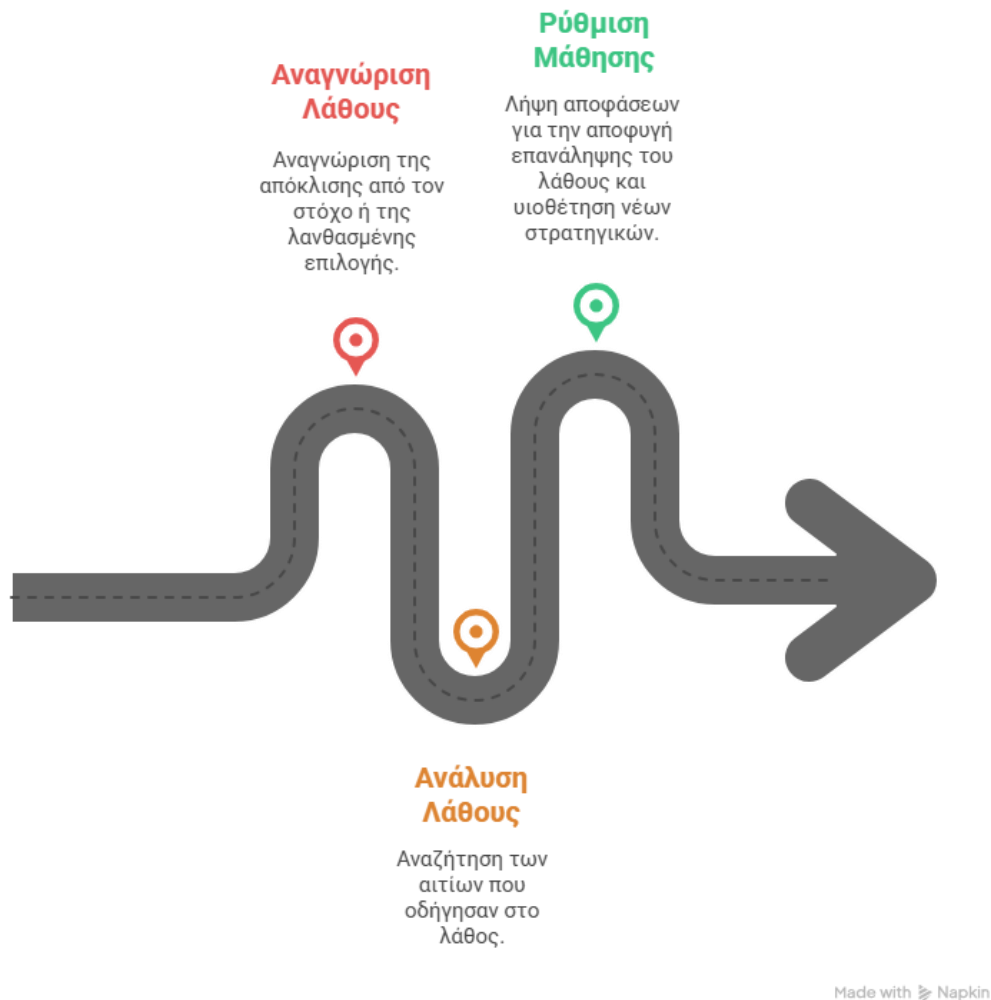 Αναγνώριση
Λάθους
Αναγνώριση της
απόκλισης από τον
στόχο ή της
λανθασμένης
επιλογής.
Ανάλυση
Λάθους
Αναζήτηση των
αιτίων που
οδήγησαν στο
λάθος.
Ρύθμιση
Μάθησης
Λήψη αποφάσεων
για την αποφυγή
επανάληψης του
λάθους και
υιοθέτηση νέων
στρατηγικών.
Made with Napkin